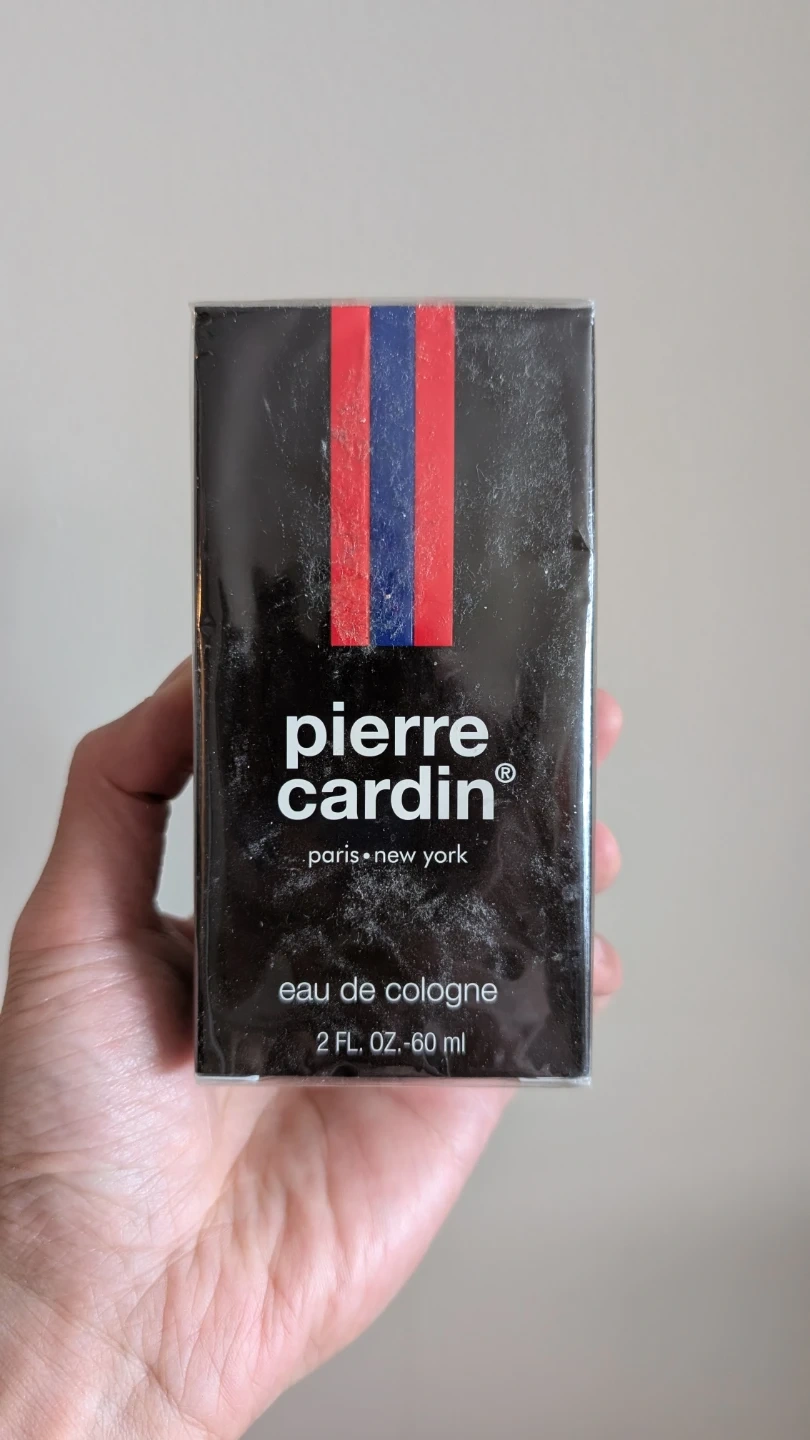 pierre
cardin®
paris•new york
eau de cologne
2 FL. OZ.-60 ml